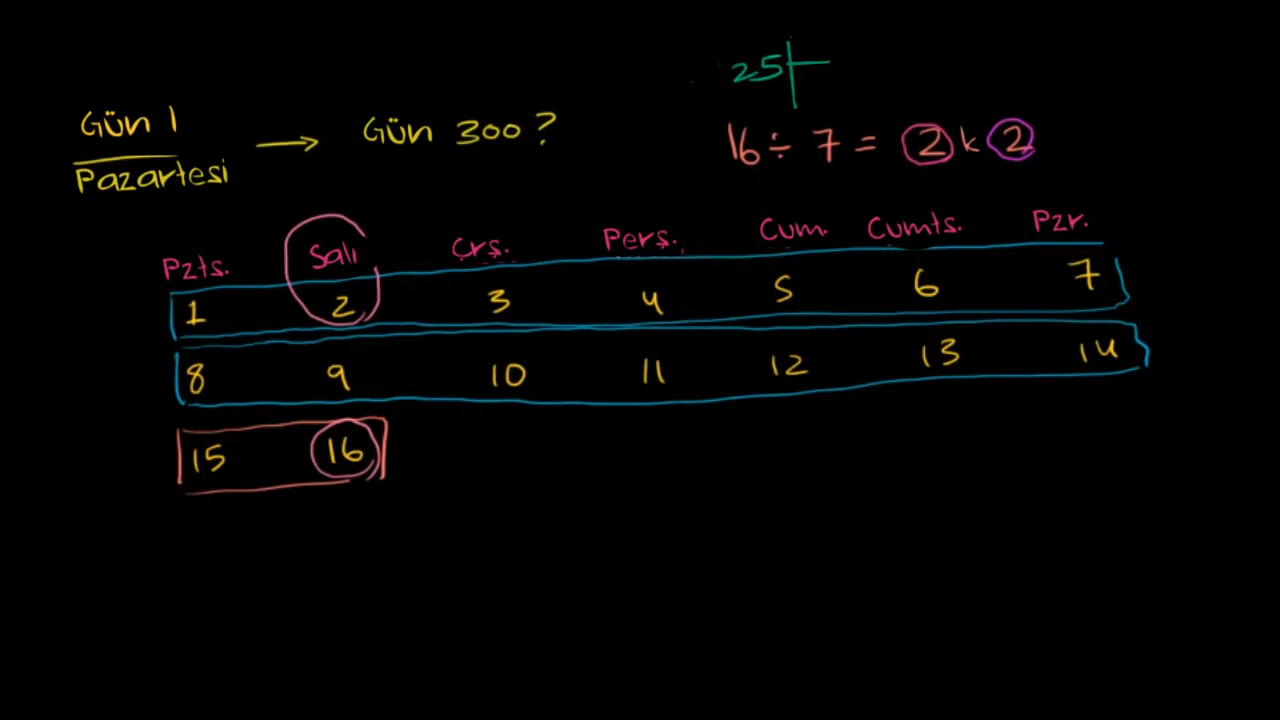 25
Gün 1
Pazartesi
Gün 300 ?
16 ÷ 7 = 2 k 2
Pzts. Salı Çrş. Perş. Cum. Cumts. Pzr.
1 2 3 4 5 6 7
8 9 10 11 12 13 14
15 16